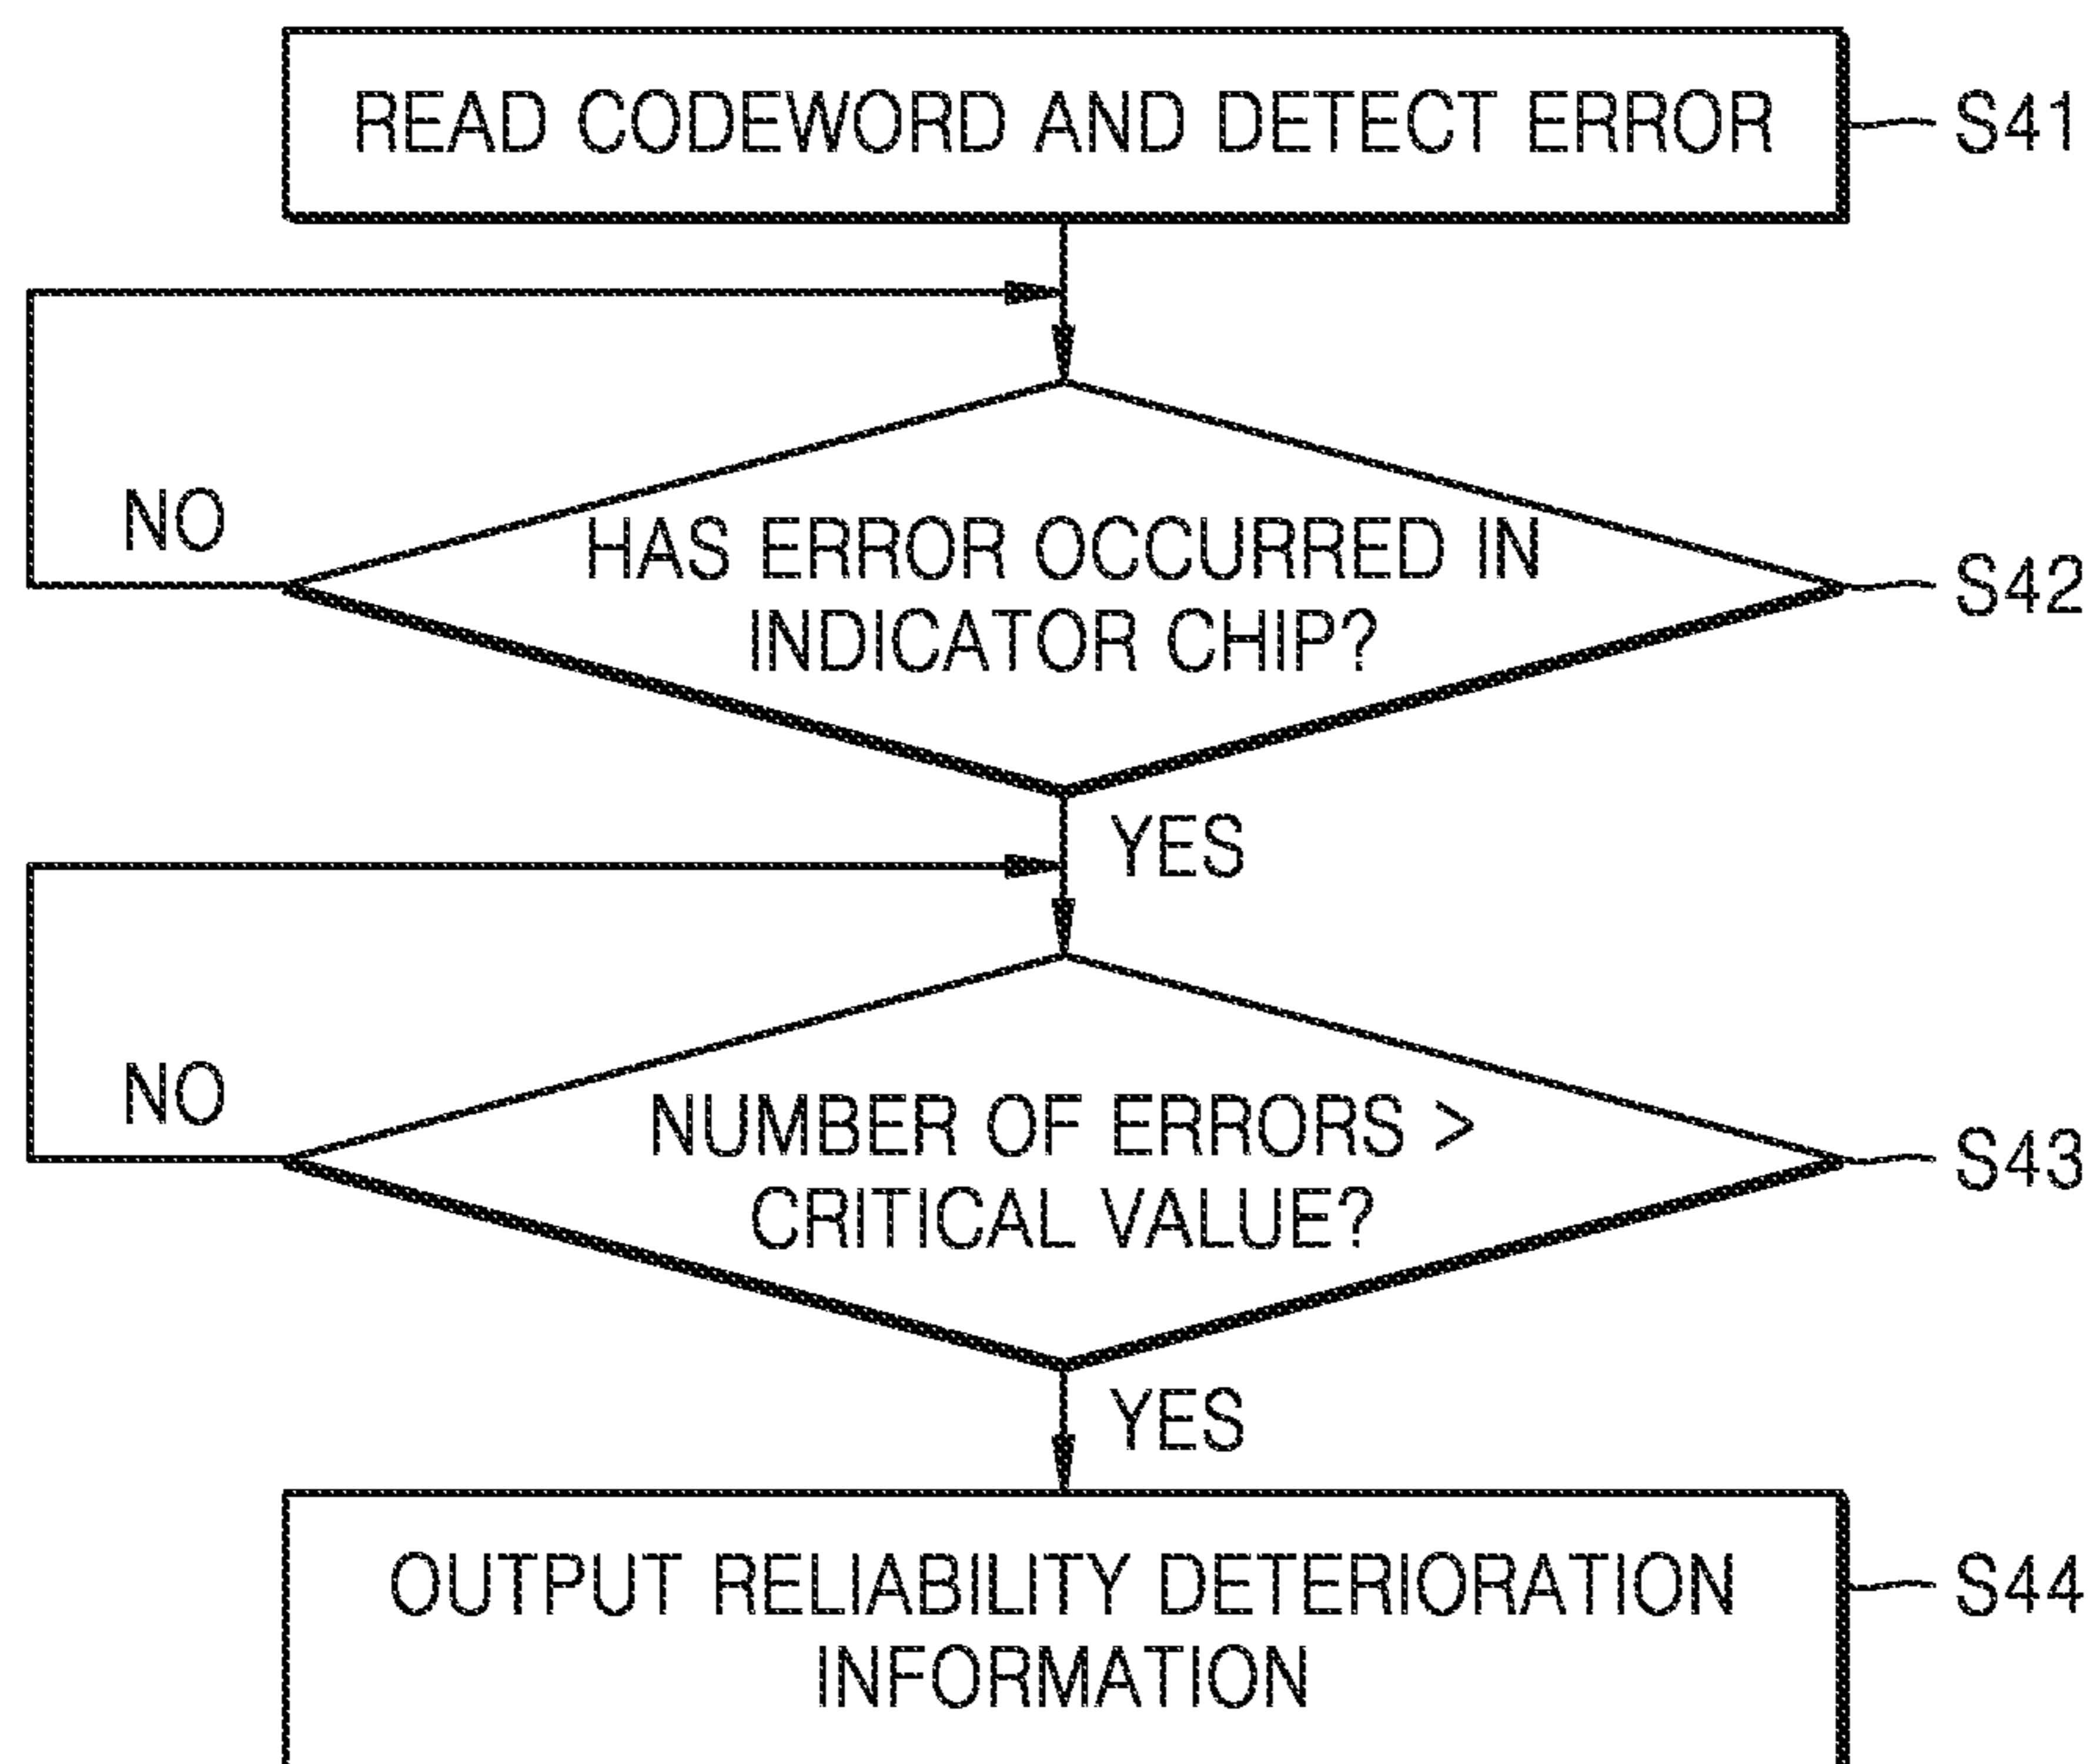 READ CODEWORD AND DETECT ERROR
S41
NO
HAS ERROR OCCURRED IN
INDICATOR CHIP?
S42
YES
NO
NUMBER OF ERRORS >
CRITICAL VALUE?
S43
YES
OUTPUT RELIABILITY DETERIORATION
INFORMATION
S44